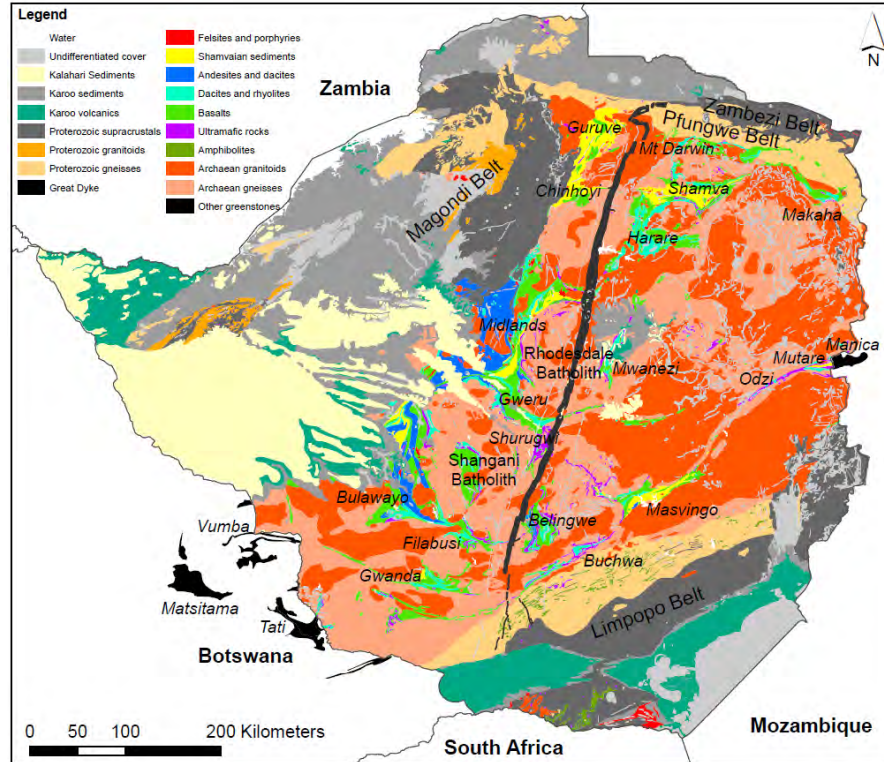 Legend
Water
Undifferentiated cover
Kalahari Sediments
Karoo sediments
Karoo volcanics
Proterozoic supracrustals
Proterozoic granitoids
Proterozoic gneisses
Great Dyke
Felsites and porphyries
Shamvaian sediments
Andesites and dacites
Dacites and rhyolites
Basalts
Ultramafic rocks
Amphibolites
Archaean granitoids
Archaean gneisses
Other greenstones
N
Zambia
Zambezi Belt
Pfungwe Belt
Guruve
Mt Darwin
Magondi Belt
Chinhoyi
Shamva
Makaha
Harare
Midlands
Rhodesdale
Batholith
Mwanezi
Manica
Mutare
Odzi
Gweru
Shurugwi
Shangani
Batholith
Bulawayo
Masvingo
Vumba
Filabusi
Belingwe
Buchwa
Gwanda
Matsitama
Limpopo Belt
Tati
Botswana
Mozambique
South Africa
0 50 100 200 Kilometers